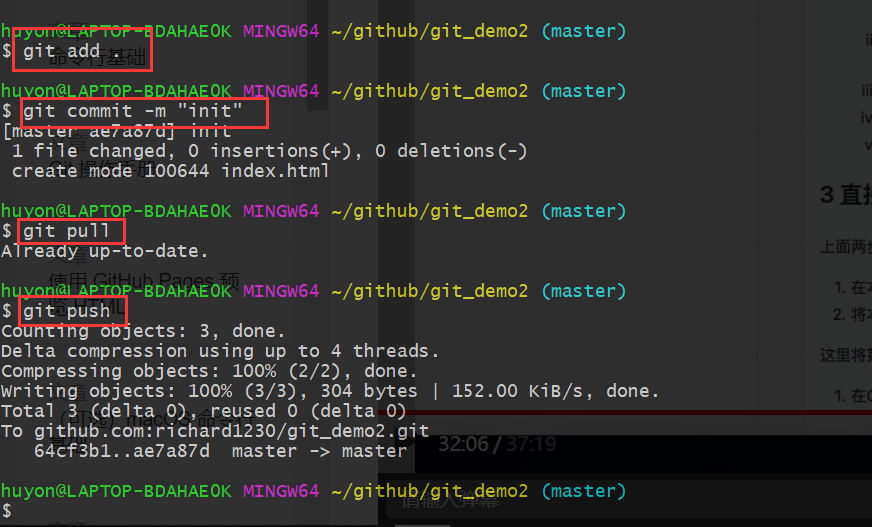 huyon@LAPTOP-BDAHAE0K MINGW64 ~/github/git_demo2 (master)
$ git add .
命令行基础
huyon@LAPTOP-BDAHAE0K MINGW64 ~/github/git_demo2 (master)
$ git commit -m "init"
[master ae7a87d] init
1 file changed, 0 insertions(+), 0 deletions(-)
create mode 100644 index.html
huyon@LAPTOP-BDAHAE0K MINGW64 ~/github/git_demo2 (master)
$ git pull
Already up-to-date.
文章
使用 GitHub Pages 预
huyon@LAPTOP-BDAHAE0K MINGW64 ~/github/git_demo2 (master)
览 HTML
$ git push
Counting objects: 3, done.
Delta compression using up to 4 threads.
Compressing objects: 100% (2/2), done.
Writing objects: 100% (3/3), 304 bytes | 152.00 KiB/s, done.
Total 3 (delta 0), reused 0 (delta 0)
To github.com:richard1230/git_demo2.git
64cf3b1..ae7a87d master -> master
huyon@LAPTOP-BDAHAE0K MINGW64 ~/github/git_demo2 (master)
$
ii
iii
iv
v
3 直接
上面两步
1. 在本
2. 将本
这里将第
1. 在G
32:06 / 37:19
请输入弹幕